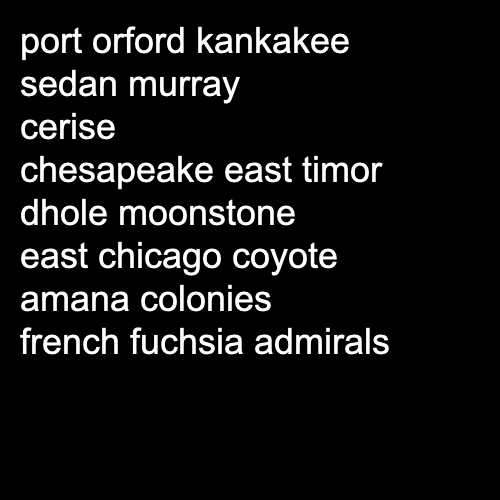 port orford kankakee
sedan murray
cerise
chesapeake east timor
dhole moonstone
east chicago coyote
amana colonies
french fuchsia admirals